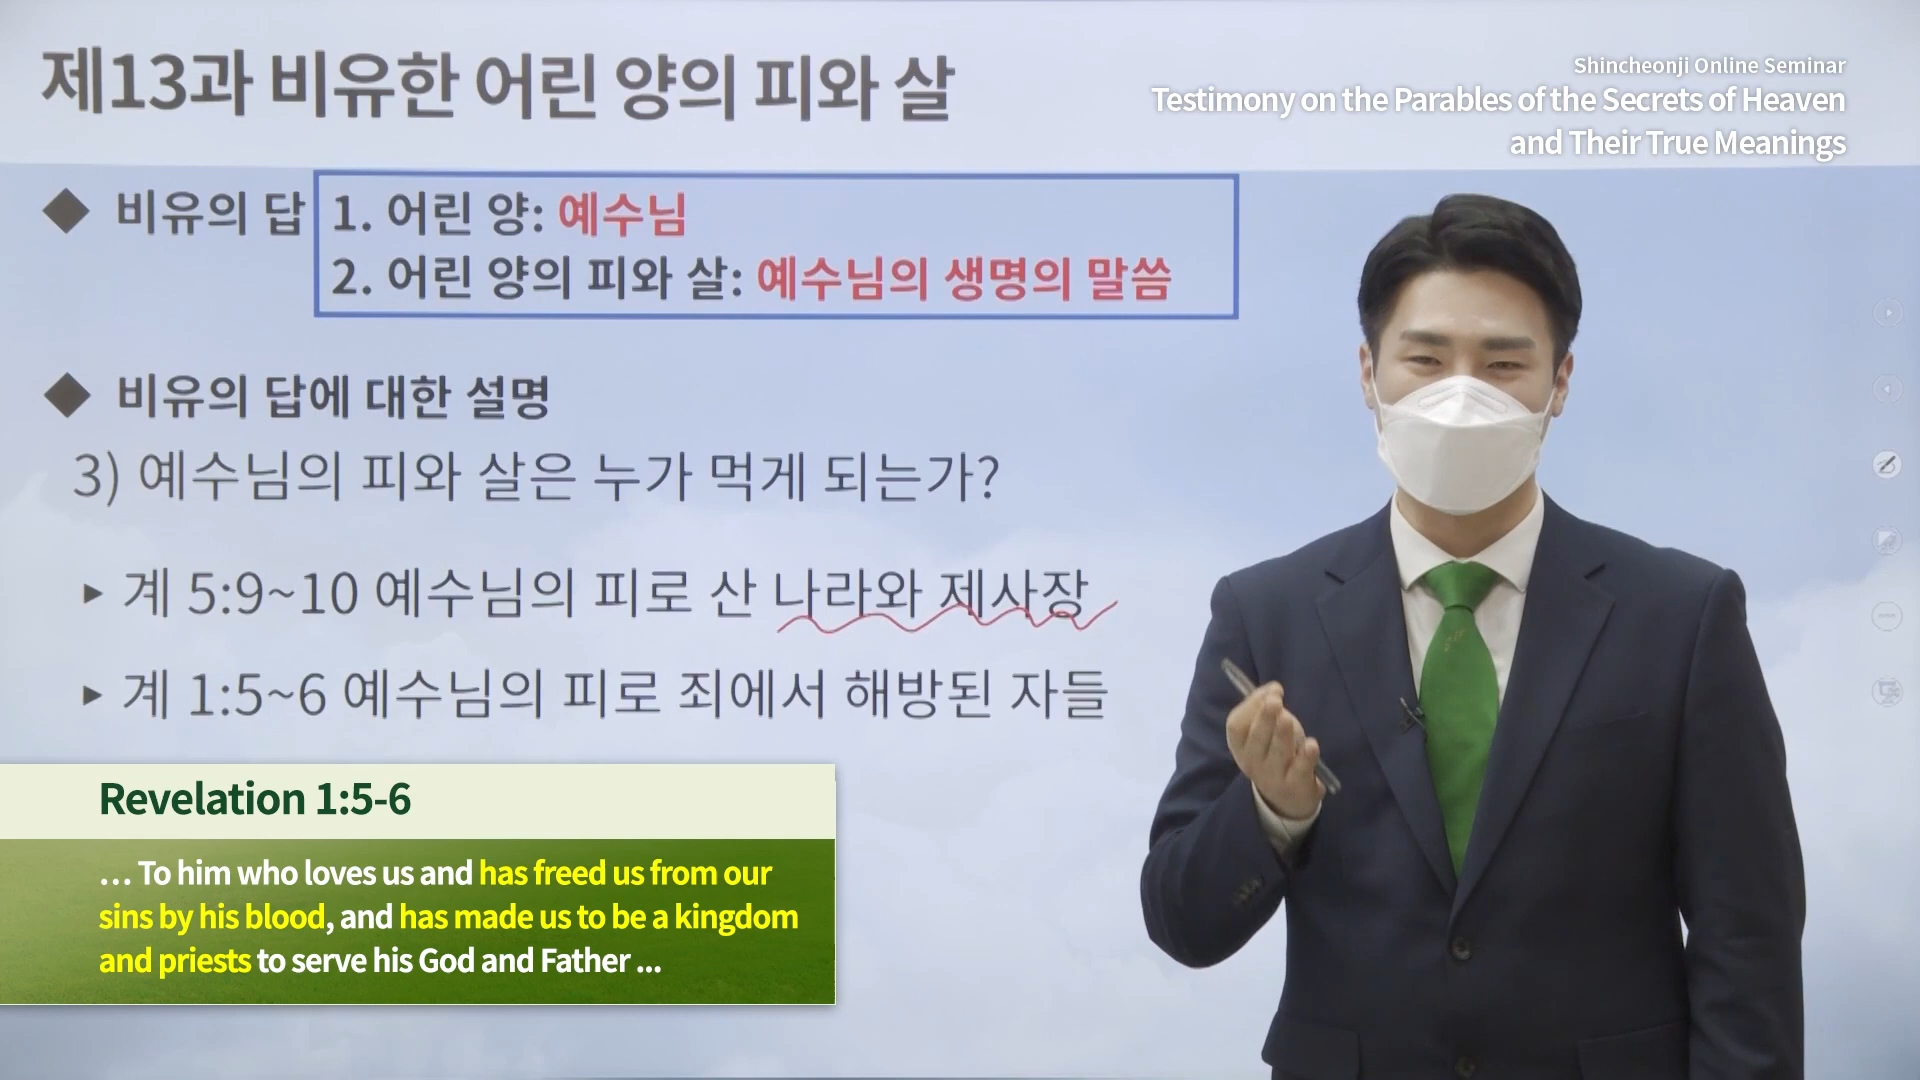 제13과 비유한 어린 양의 피와 살
Shincheonji Online Seminar
Testimony on the Parables of the Secrets of Heaven
and Their True Meanings
◆ 비유의 답
1. 어린 양: 예수님
2. 어린 양의 피와 살: 예수님의 생명의 말씀
◆ 비유의 답에 대한 설명
3) 예수님의 피와 살은 누가 먹게 되는가?
▸ 계 5:9~10 예수님의 피로 산 나라와 제사장
▸ 계 1:5~6 예수님의 피로 죄에서 해방된 자들
Revelation 1:5-6
… To him who loves us and has freed us from our
sins by his blood, and has made us to be a kingdom
and priests to serve his God and Father ...